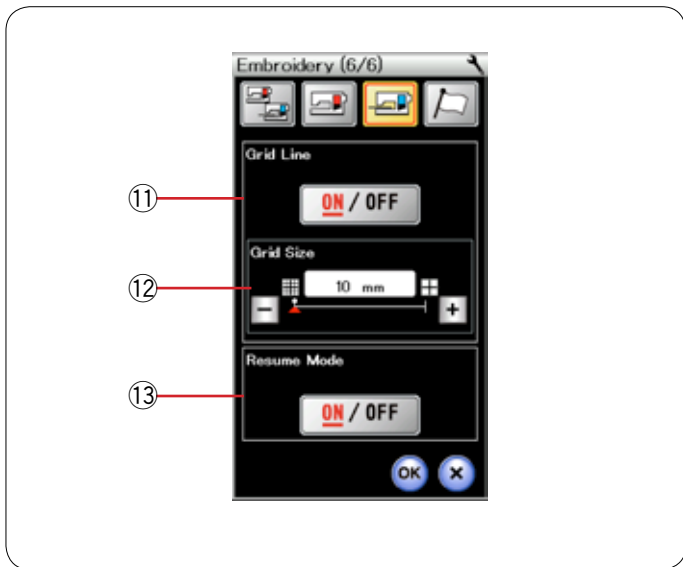 Embroidery (6/6)
Grid Line
⑪
ON / OFF
Grid Size
⑫
10 mm
− +
Resume Mode
⑬
ON / OFF
OK ×